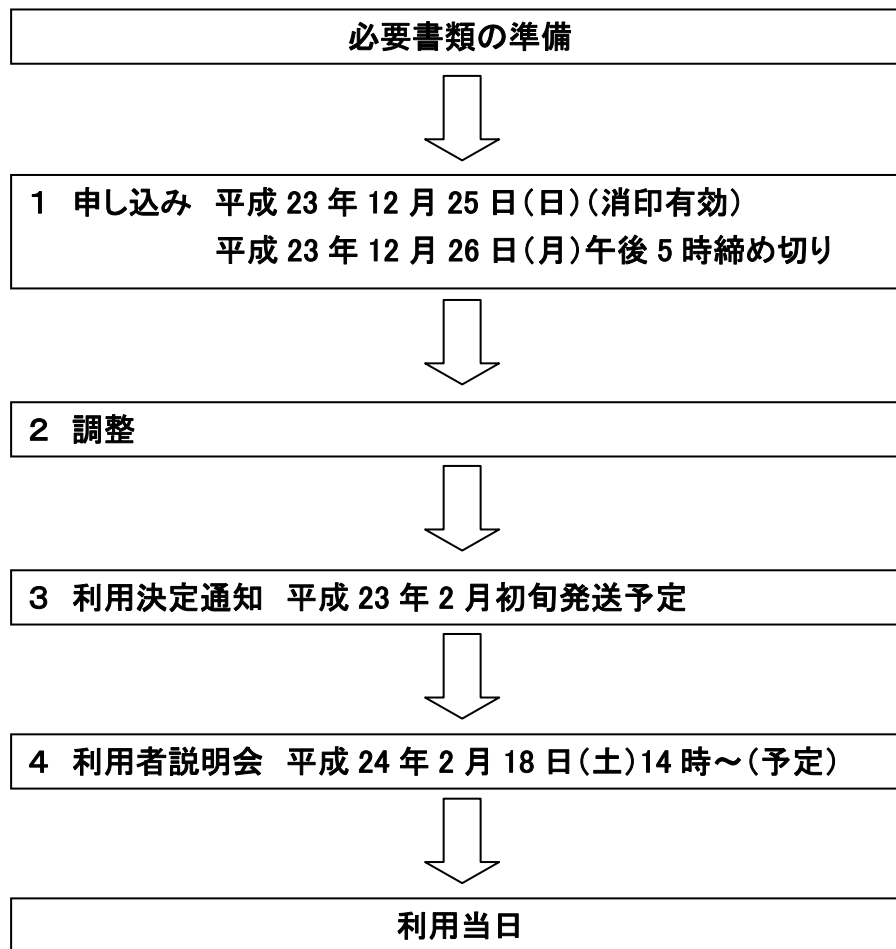 必要書類の準備
1 申し込み 平成 23 年 12 月 25 日(日)(消印有効)
平成 23 年 12 月 26 日(月)午後 5 時締め切り
2 調整
3 利用決定通知 平成 23 年 2 月初旬発送予定
4 利用者説明会 平成 24 年 2 月 18 日(土)14 時～(予定)
利用当日